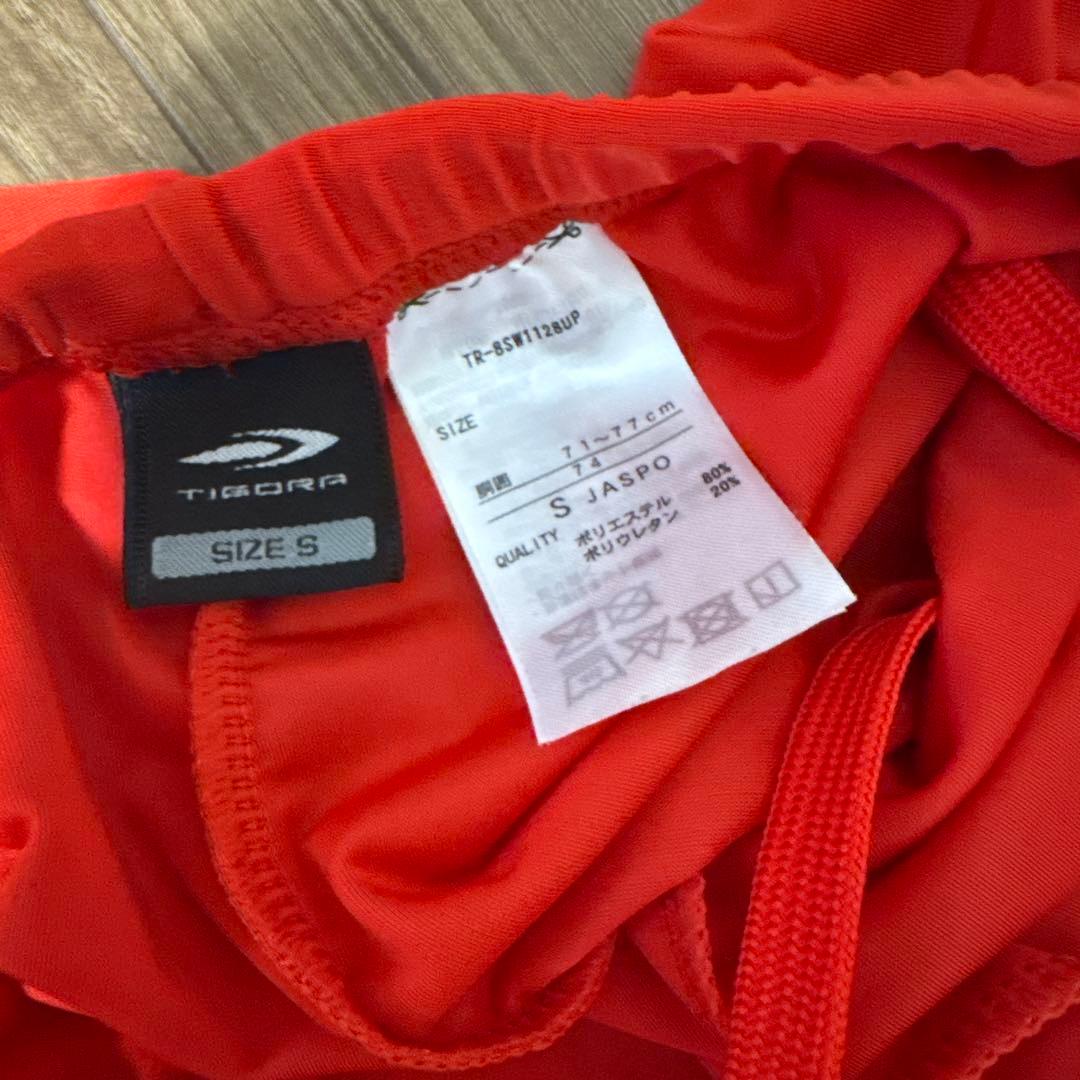 TIGORA
SIZE S
TR-8SW1128UP
SIZE
胴囲 71~77cm
74
S JASPO
QUALITY ポリエステル 80%
ポリウレタン 20%